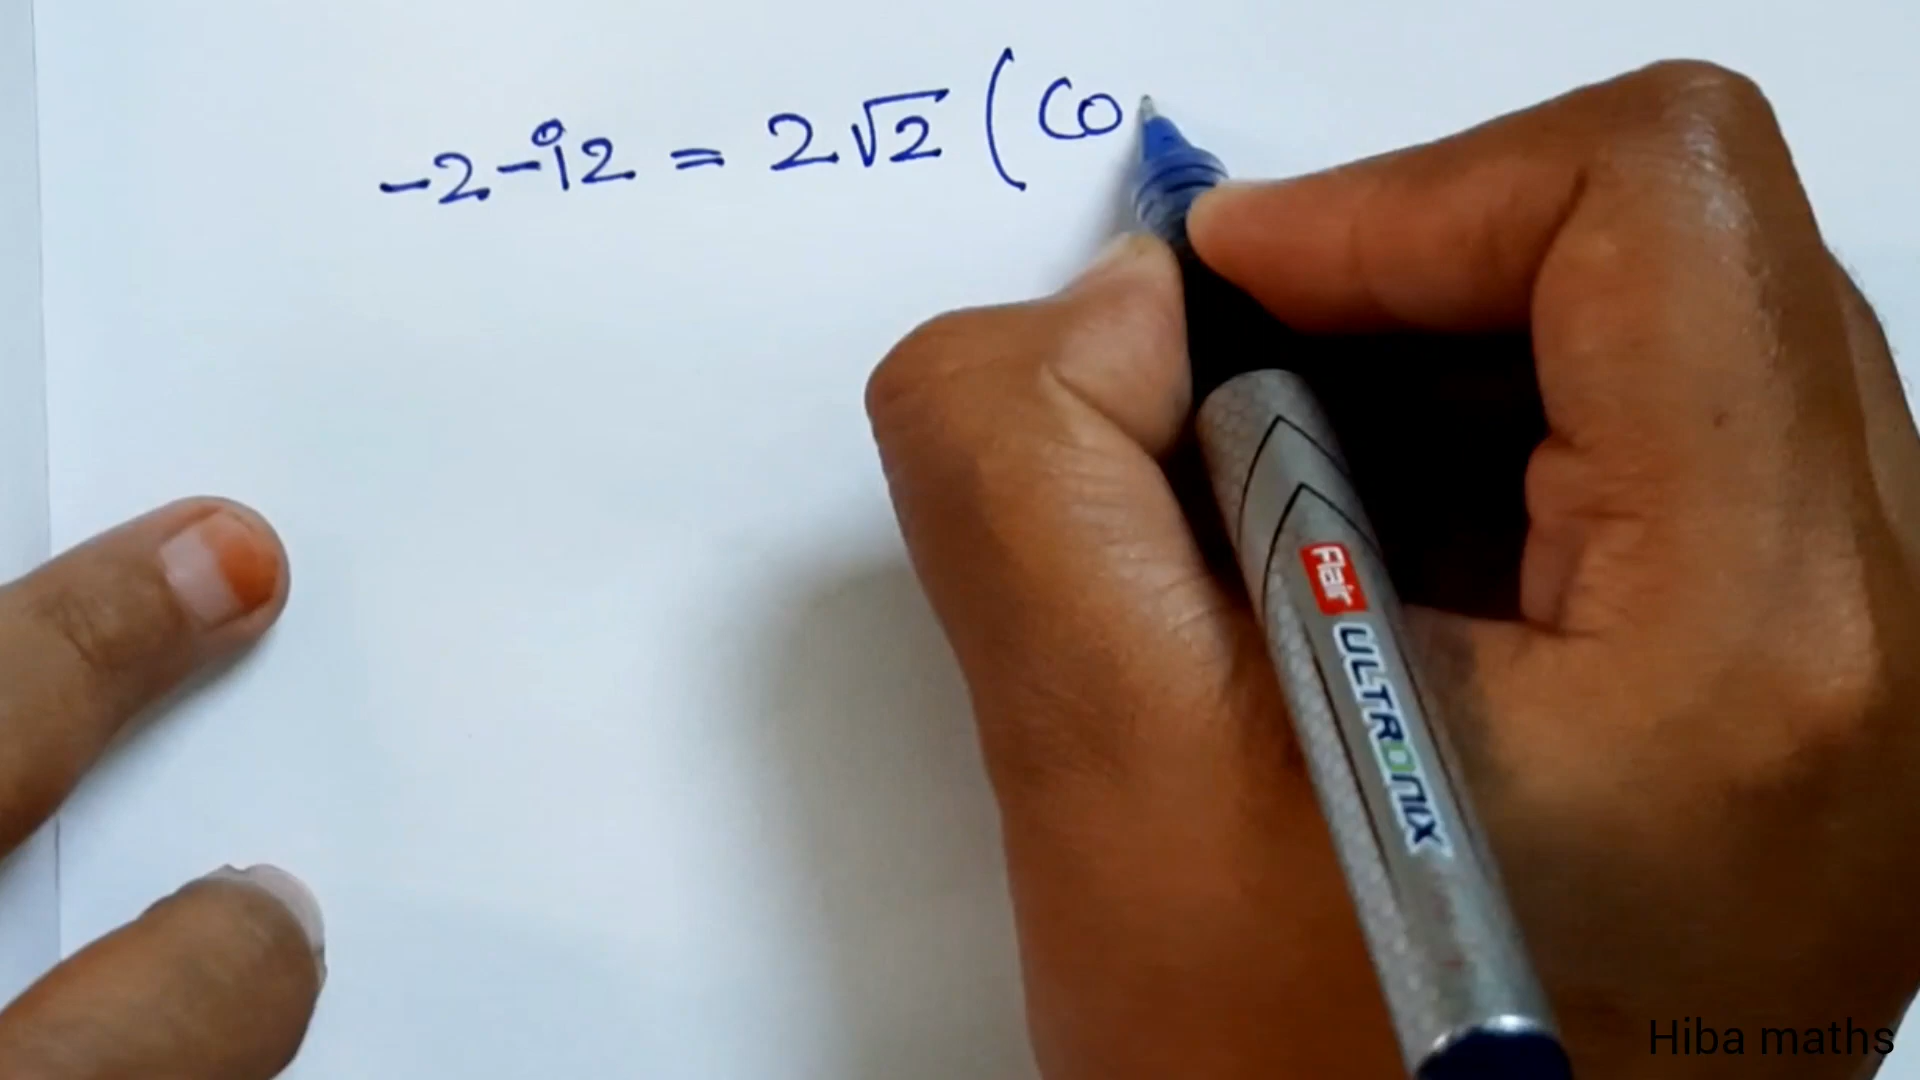 -2-i2 = 2√2 (Co
Flair ULTRONIX
Hiba maths